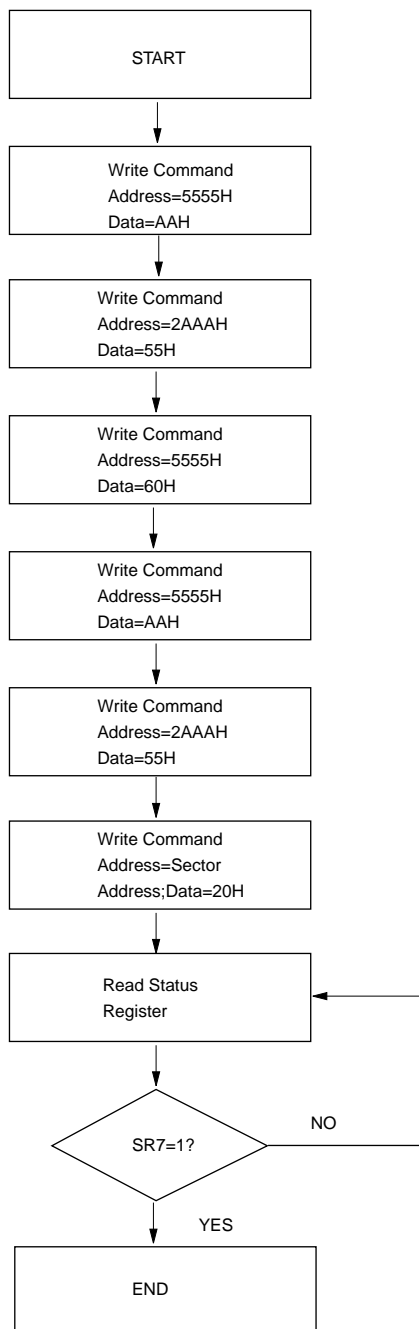 START
Write Command
Address=5555H
Data=AAH
Write Command
Address=2AAAH
Data=55H
Write Command
Address=5555H
Data=60H
Write Command
Address=5555H
Data=AAH
Write Command
Address=2AAAH
Data=55H
Write Command
Address=Sector
Address;Data=20H
Read Status
Register
SR7=1?
NO
YES
END